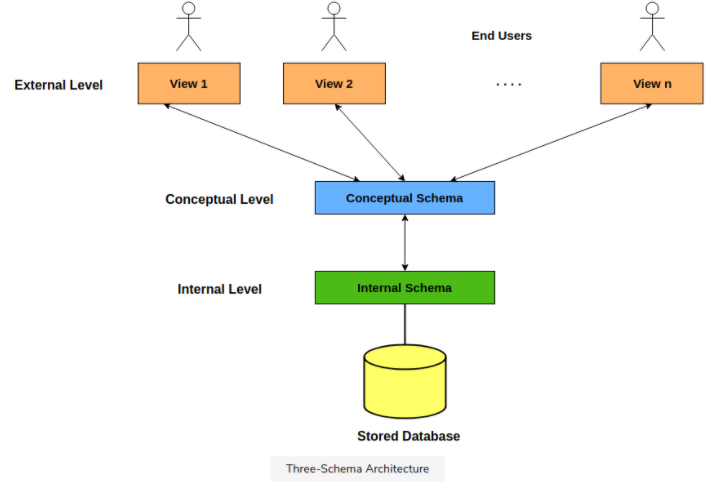 End Users
External Level
View 1
View 2
. . . .
View n
Conceptual Level
Conceptual Schema
Internal Level
Internal Schema
Stored Database
Three-Schema Architecture